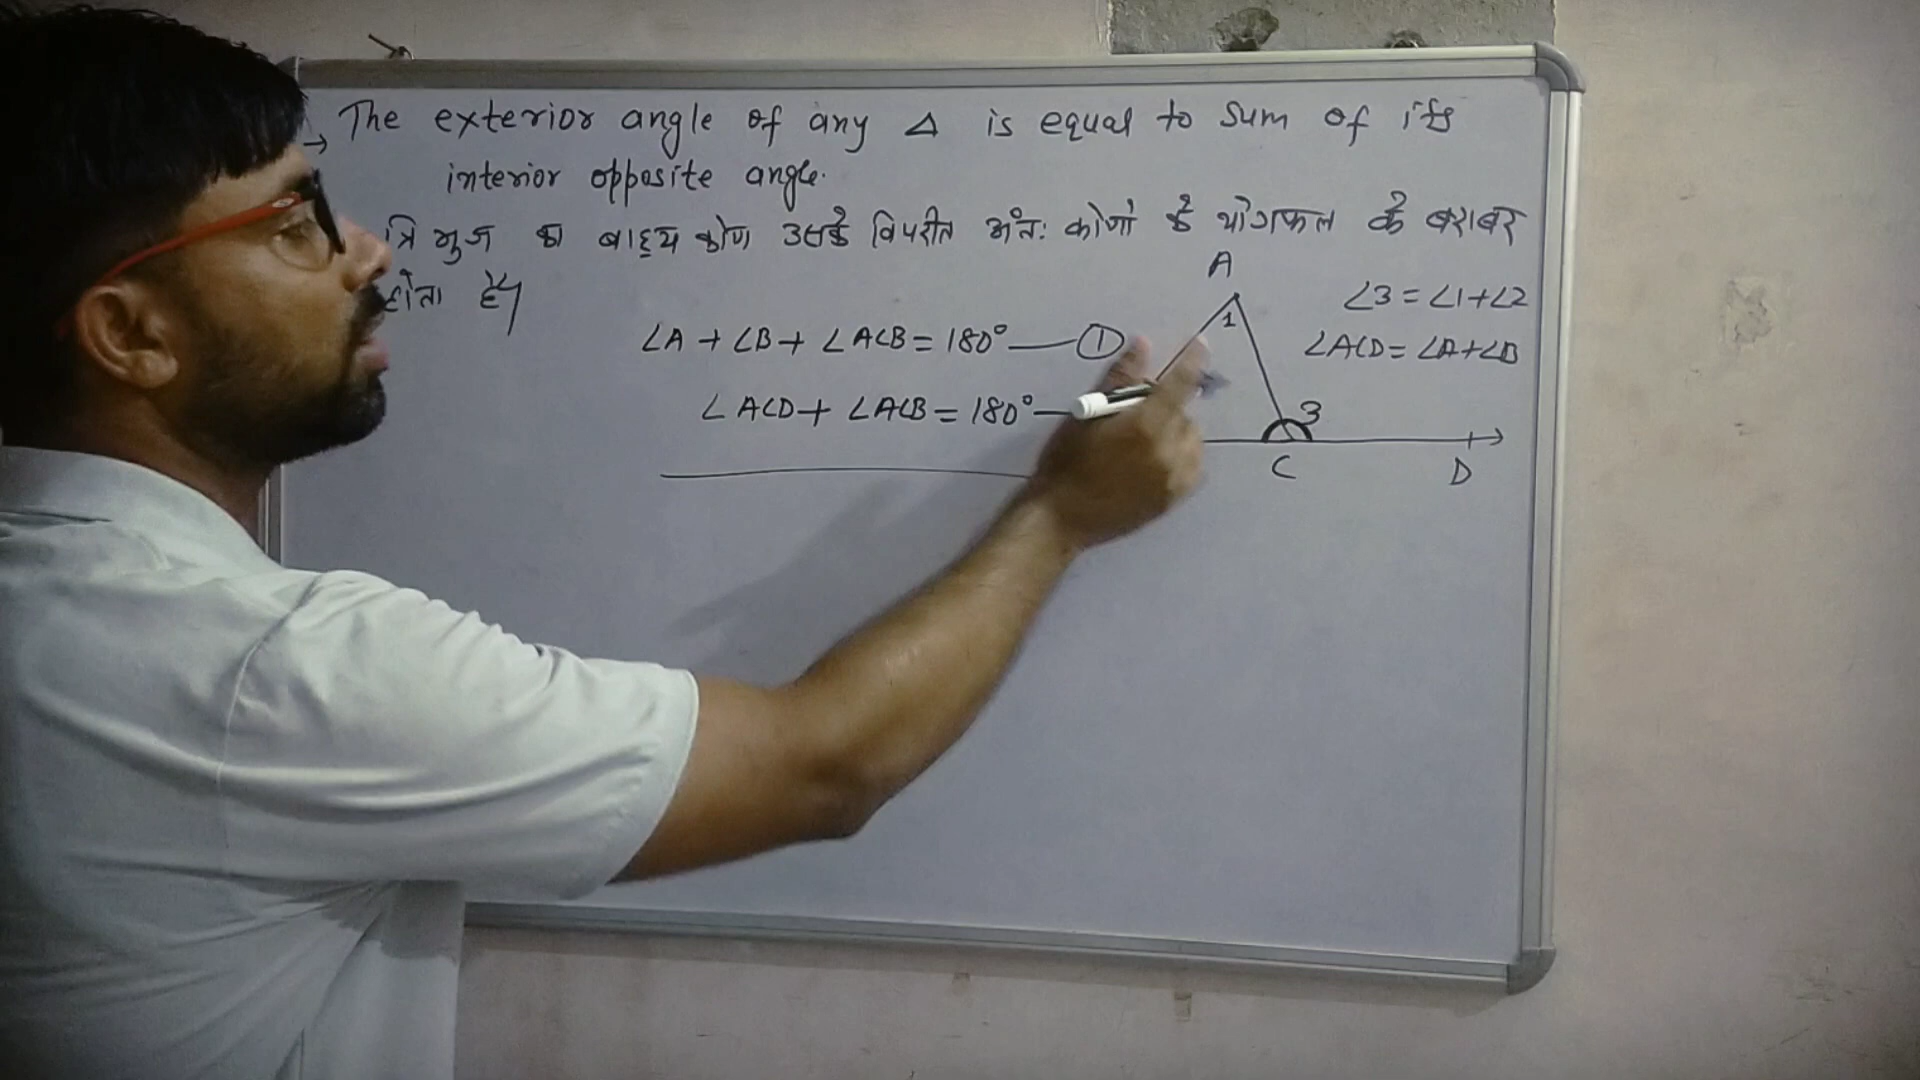 → The exterior angle of any Δ is equal to sum of its
interior opposite angle.
त्रिभुज का बाह्य कोण उसके विपरीत अंत: कोणों के योगफल के बराबर
होता है।
∠A + ∠B + ∠ACB = 180° — ①
∠ACD + ∠ACB = 180° —
A
1
3
C
D
∠3 = ∠1+∠2
∠ACD = ∠A+∠B